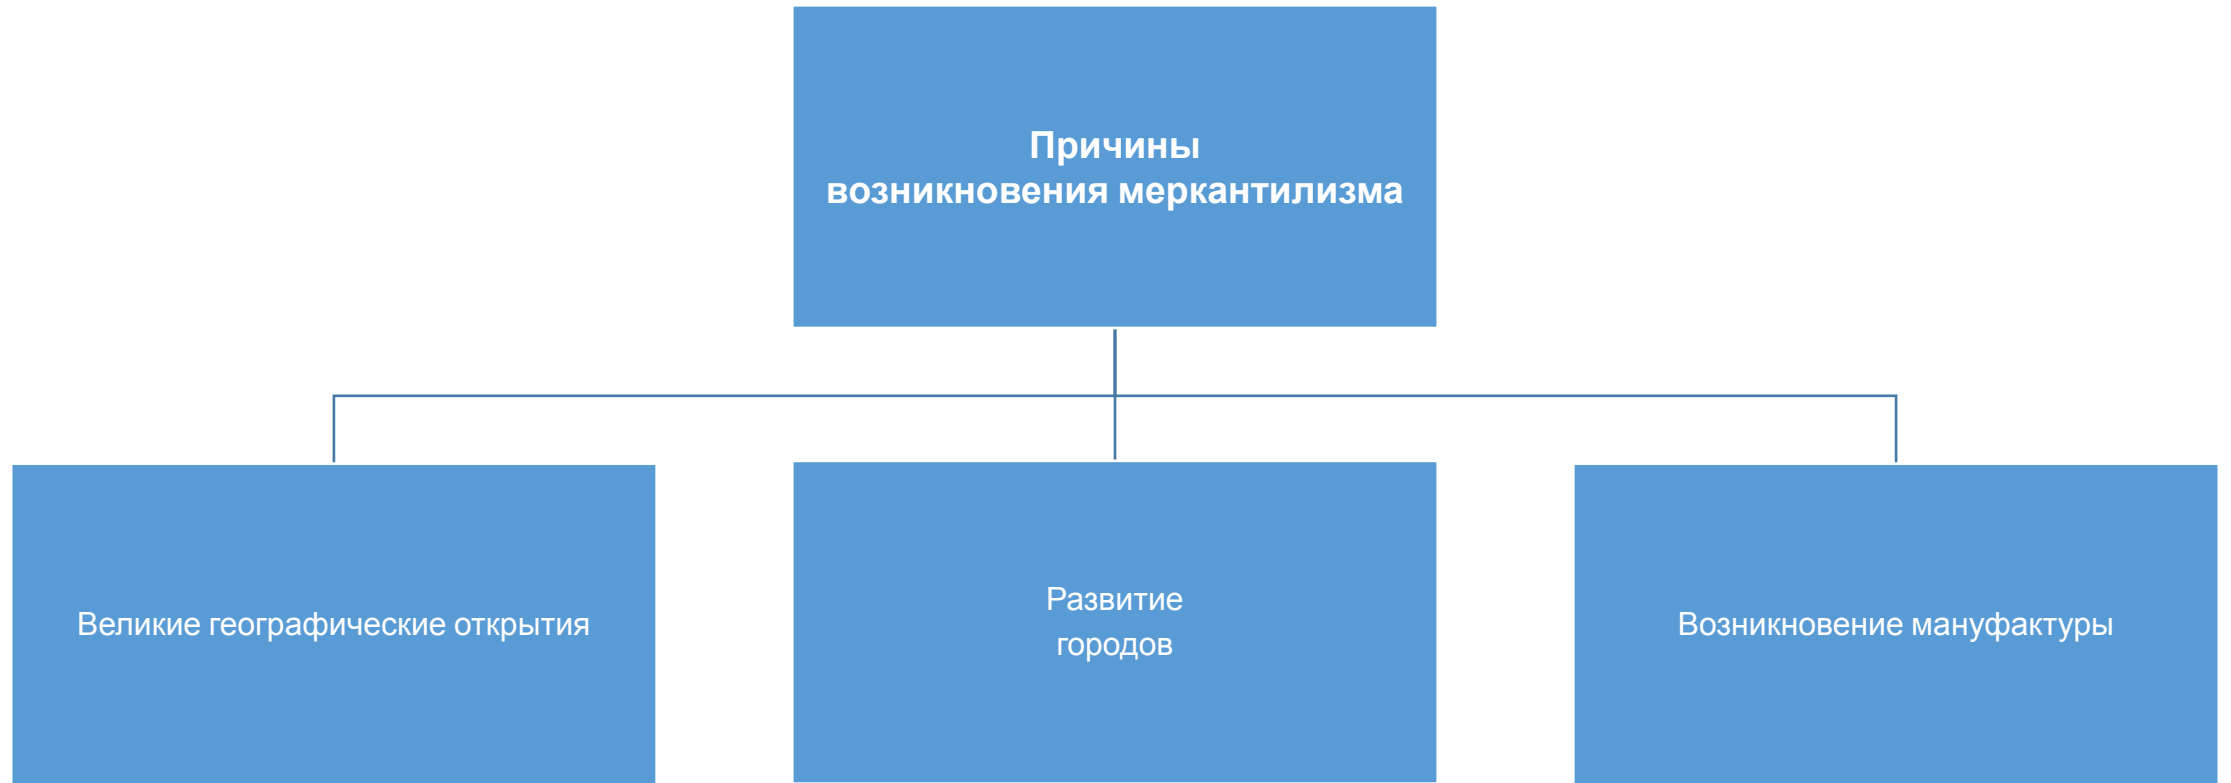 Причины
возникновения меркантилизма
Великие географические открытия
Развитие
городов
Возникновение мануфактуры